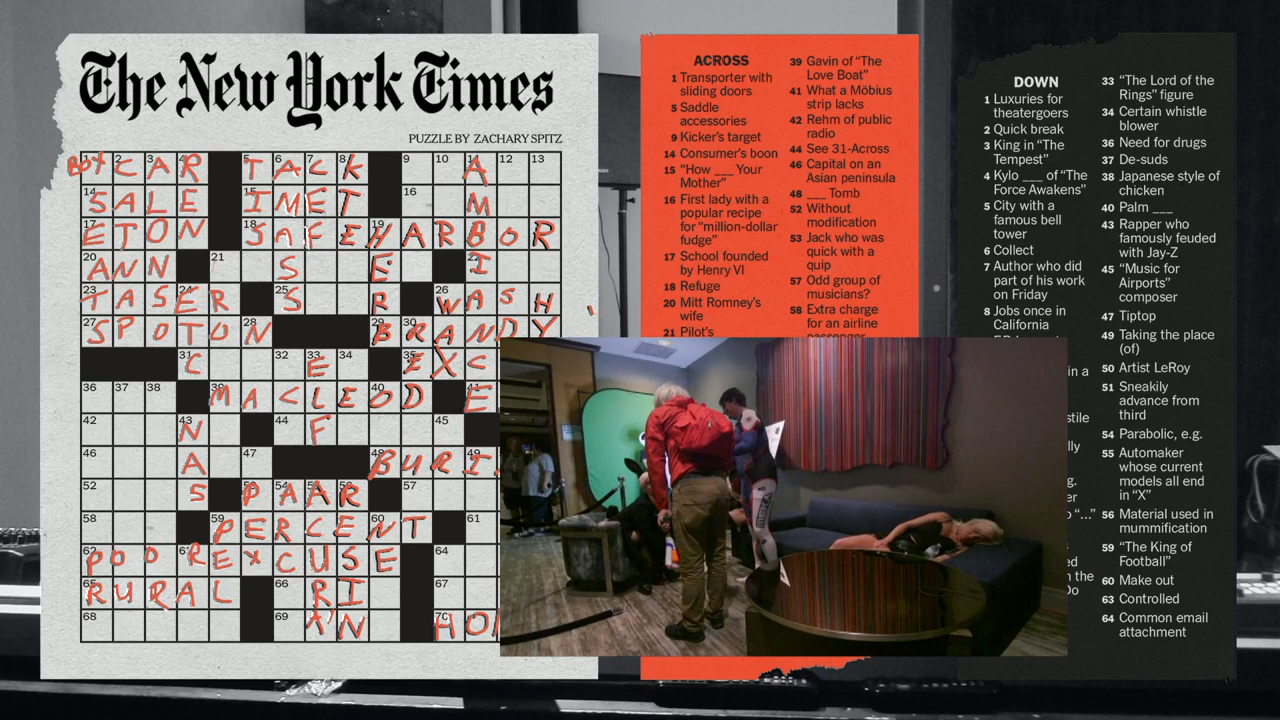 The New York Times
PUZZLE BY ZACHARY SPITZ
BOXCAR TACK A
SALE IMET M
ETON SAFEHARBOR
ANN S E I
TASER S R WASH
SPOTON BRANDY
C E EXC
MACLEOD E
N F
A BURI
S PAAR
PERCENT
POOREXCUSE
RURAL RI
AN HO
ACROSS
1 Transporter with
sliding doors
5 Saddle
accessories
9 Kicker's target
14 Consumer's boon
15 "How ___ Your
Mother"
16 First lady with a
popular recipe
for "million-dollar
fudge"
17 School founded
by Henry VI
18 Refuge
20 Mitt Romney's
wife
21 Pilot's
39 Gavin of "The
Love Boat"
41 What a Möbius
strip lacks
42 Rehm of public
radio
44 See 31-Across
46 Capital on an
Asian peninsula
48 ___ Tomb
52 Without
modification
53 Jack who was
quick with a
quip
57 Odd group of
musicians?
58 Extra charge
for an airline
DOWN
1 Luxuries for
theatergoers
2 Quick break
3 King in "The
Tempest"
4 Kylo ___ of "The
Force Awakens"
5 City with a
famous bell
tower
6 Collect
7 Author who did
part of his work
on Friday
8 Jobs once in
California
33 "The Lord of the
Rings" figure
34 Certain whistle
blower
36 Need for drugs
37 De-suds
38 Japanese style of
chicken
40 Palm ___
43 Rapper who
famously feuded
with Jay-Z
45 "Music for
Airports"
composer
47 Tiptop
49 Taking the place
(of)
50 Artist LeRoy
51 Sneakily
advance from
third
54 Parabolic, e.g.
55 Automaker
whose current
models all end
in "X"
56 Material used in
mummification
59 "The King of
Football"
60 Make out
63 Controlled
64 Common email
attachment